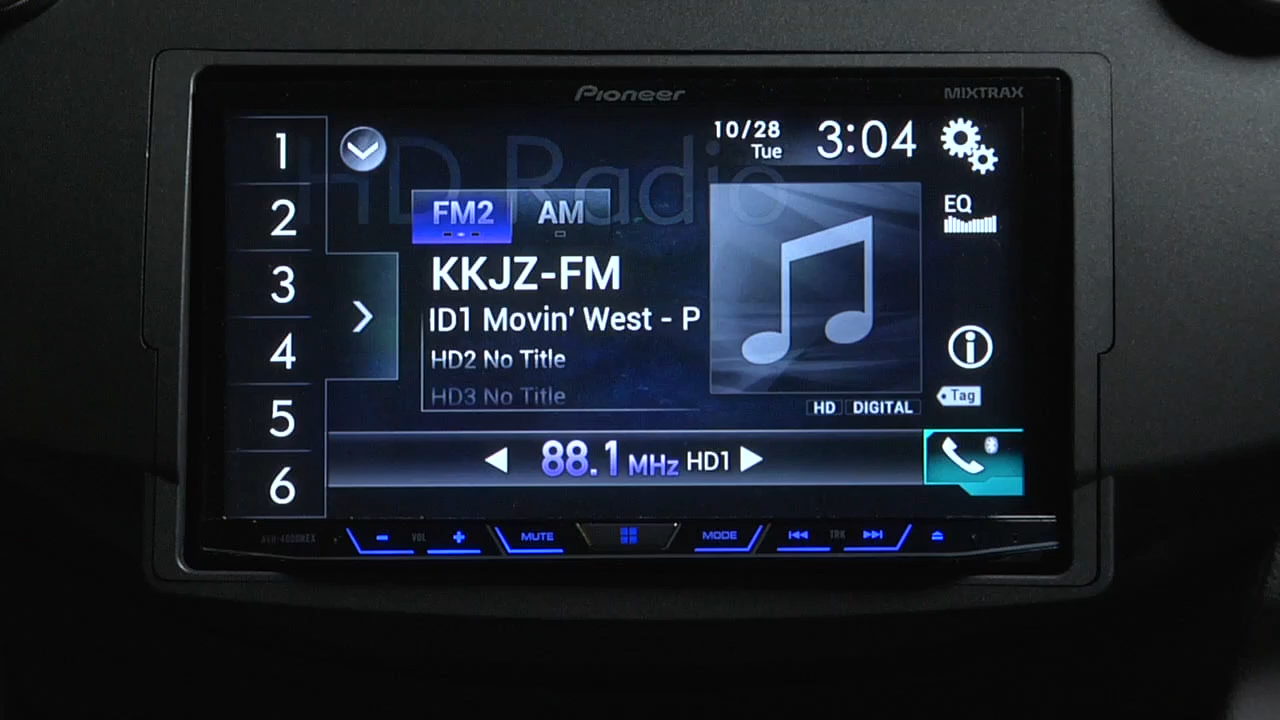 Pioneer
MIXTRAX
HD Radio
10/28
Tue
3:04
1
2
3
4
5
6
FM2
AM
EQ
KKJZ-FM
ID1 Movin' West - P
HD2 No Title
HD3 No Title
HD DIGITAL
Tag
88.1 MHz HD1
AVH-4000NEX
VOL
MUTE
MODE
TRK